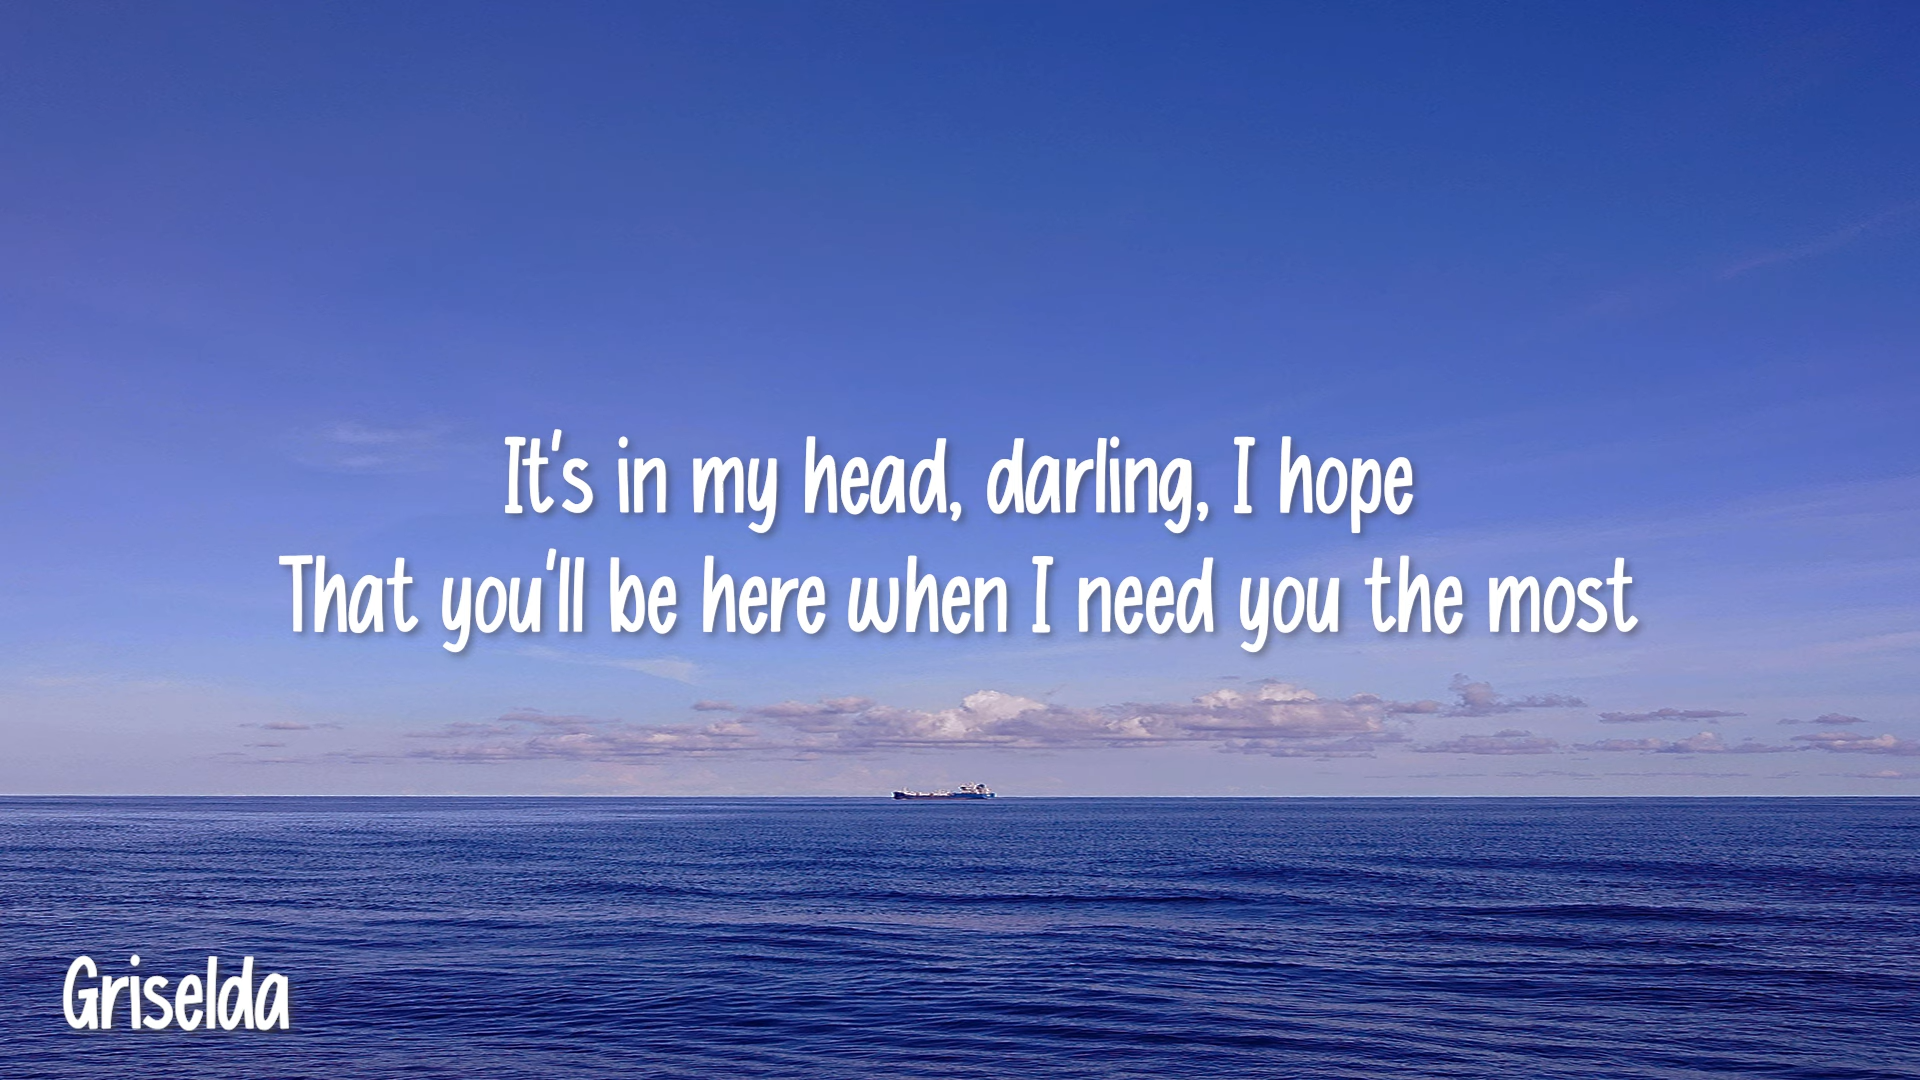 It's in my head, darling, I hope
That you'll be here when I need you the most
Griselda